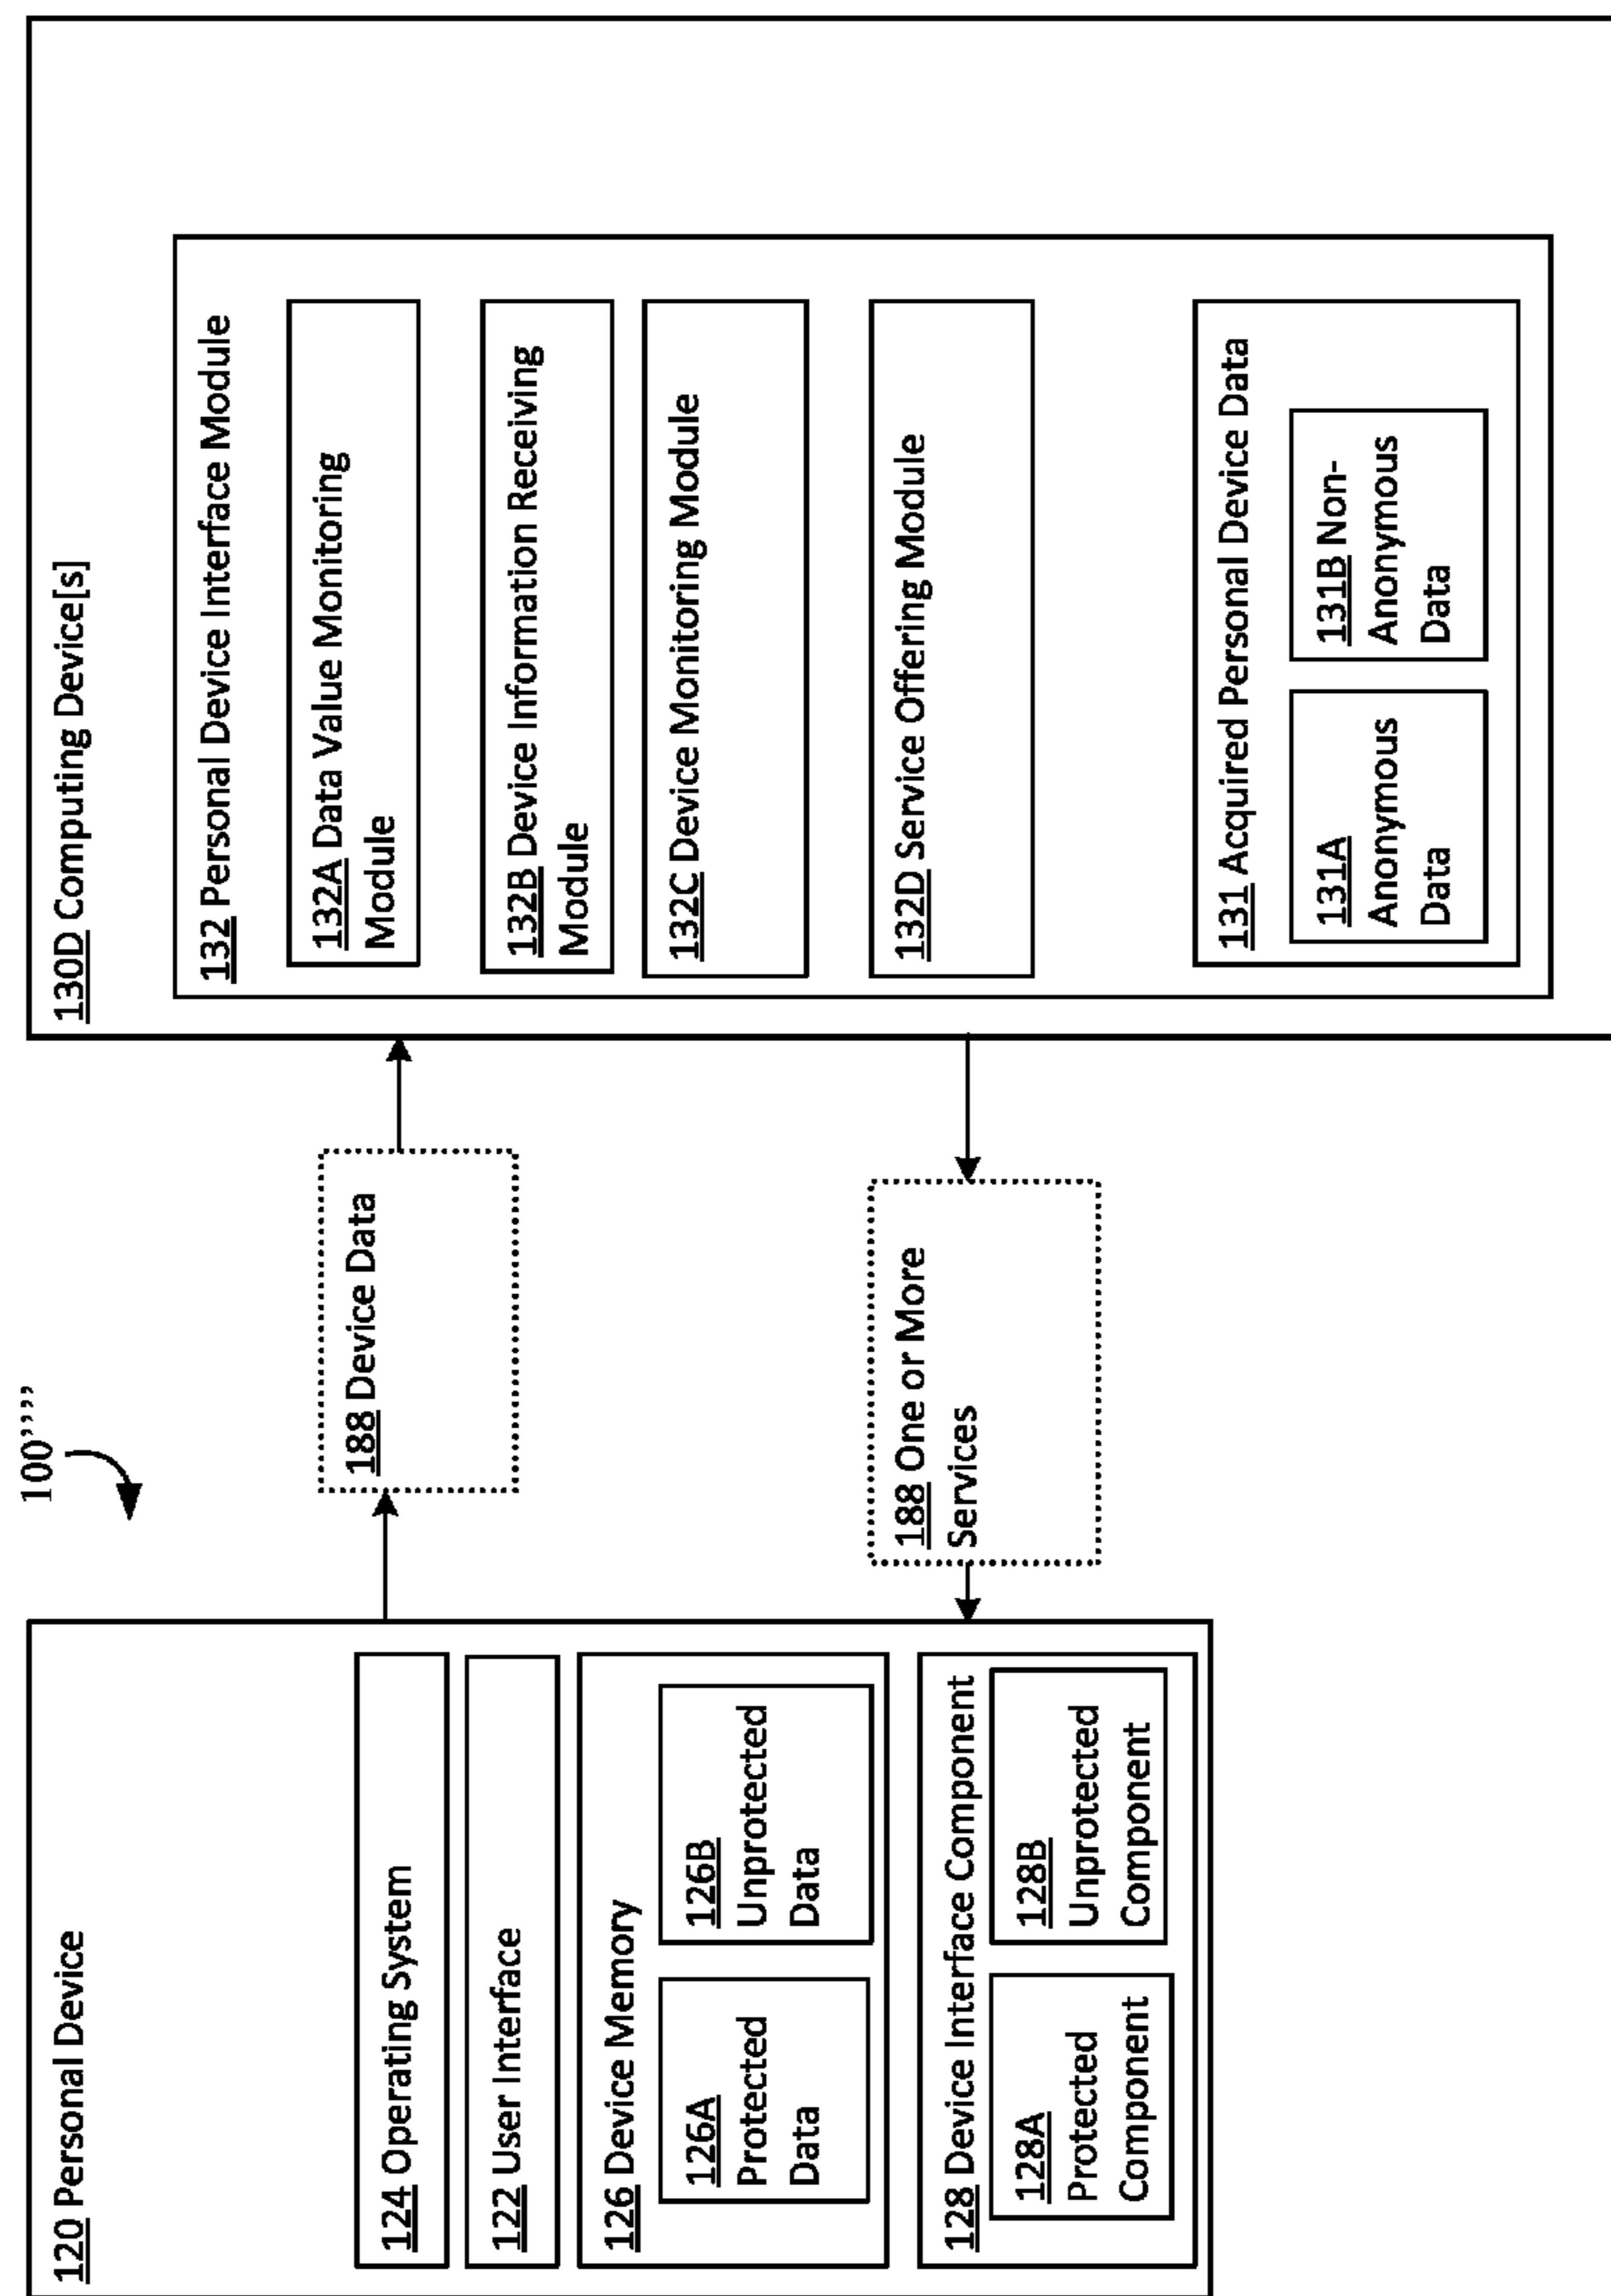 100''''
120 Personal Device
124 Operating System
122 User Interface
126 Device Memory
126A
Protected
Data
126B
Unprotected
Data
128 Device Interface Component
128A
Protected
Component
128B
Unprotected
Component
188 Device Data
188 One or More
Services
130D Computing Device[s]
132 Personal Device Interface Module
132A Data Value Monitoring
Module
132B Device Information Receiving
Module
132C Device Monitoring Module
132D Service Offering Module
131 Acquired Personal Device Data
131A
Anonymous
Data
131B Non-
Anonymous
Data